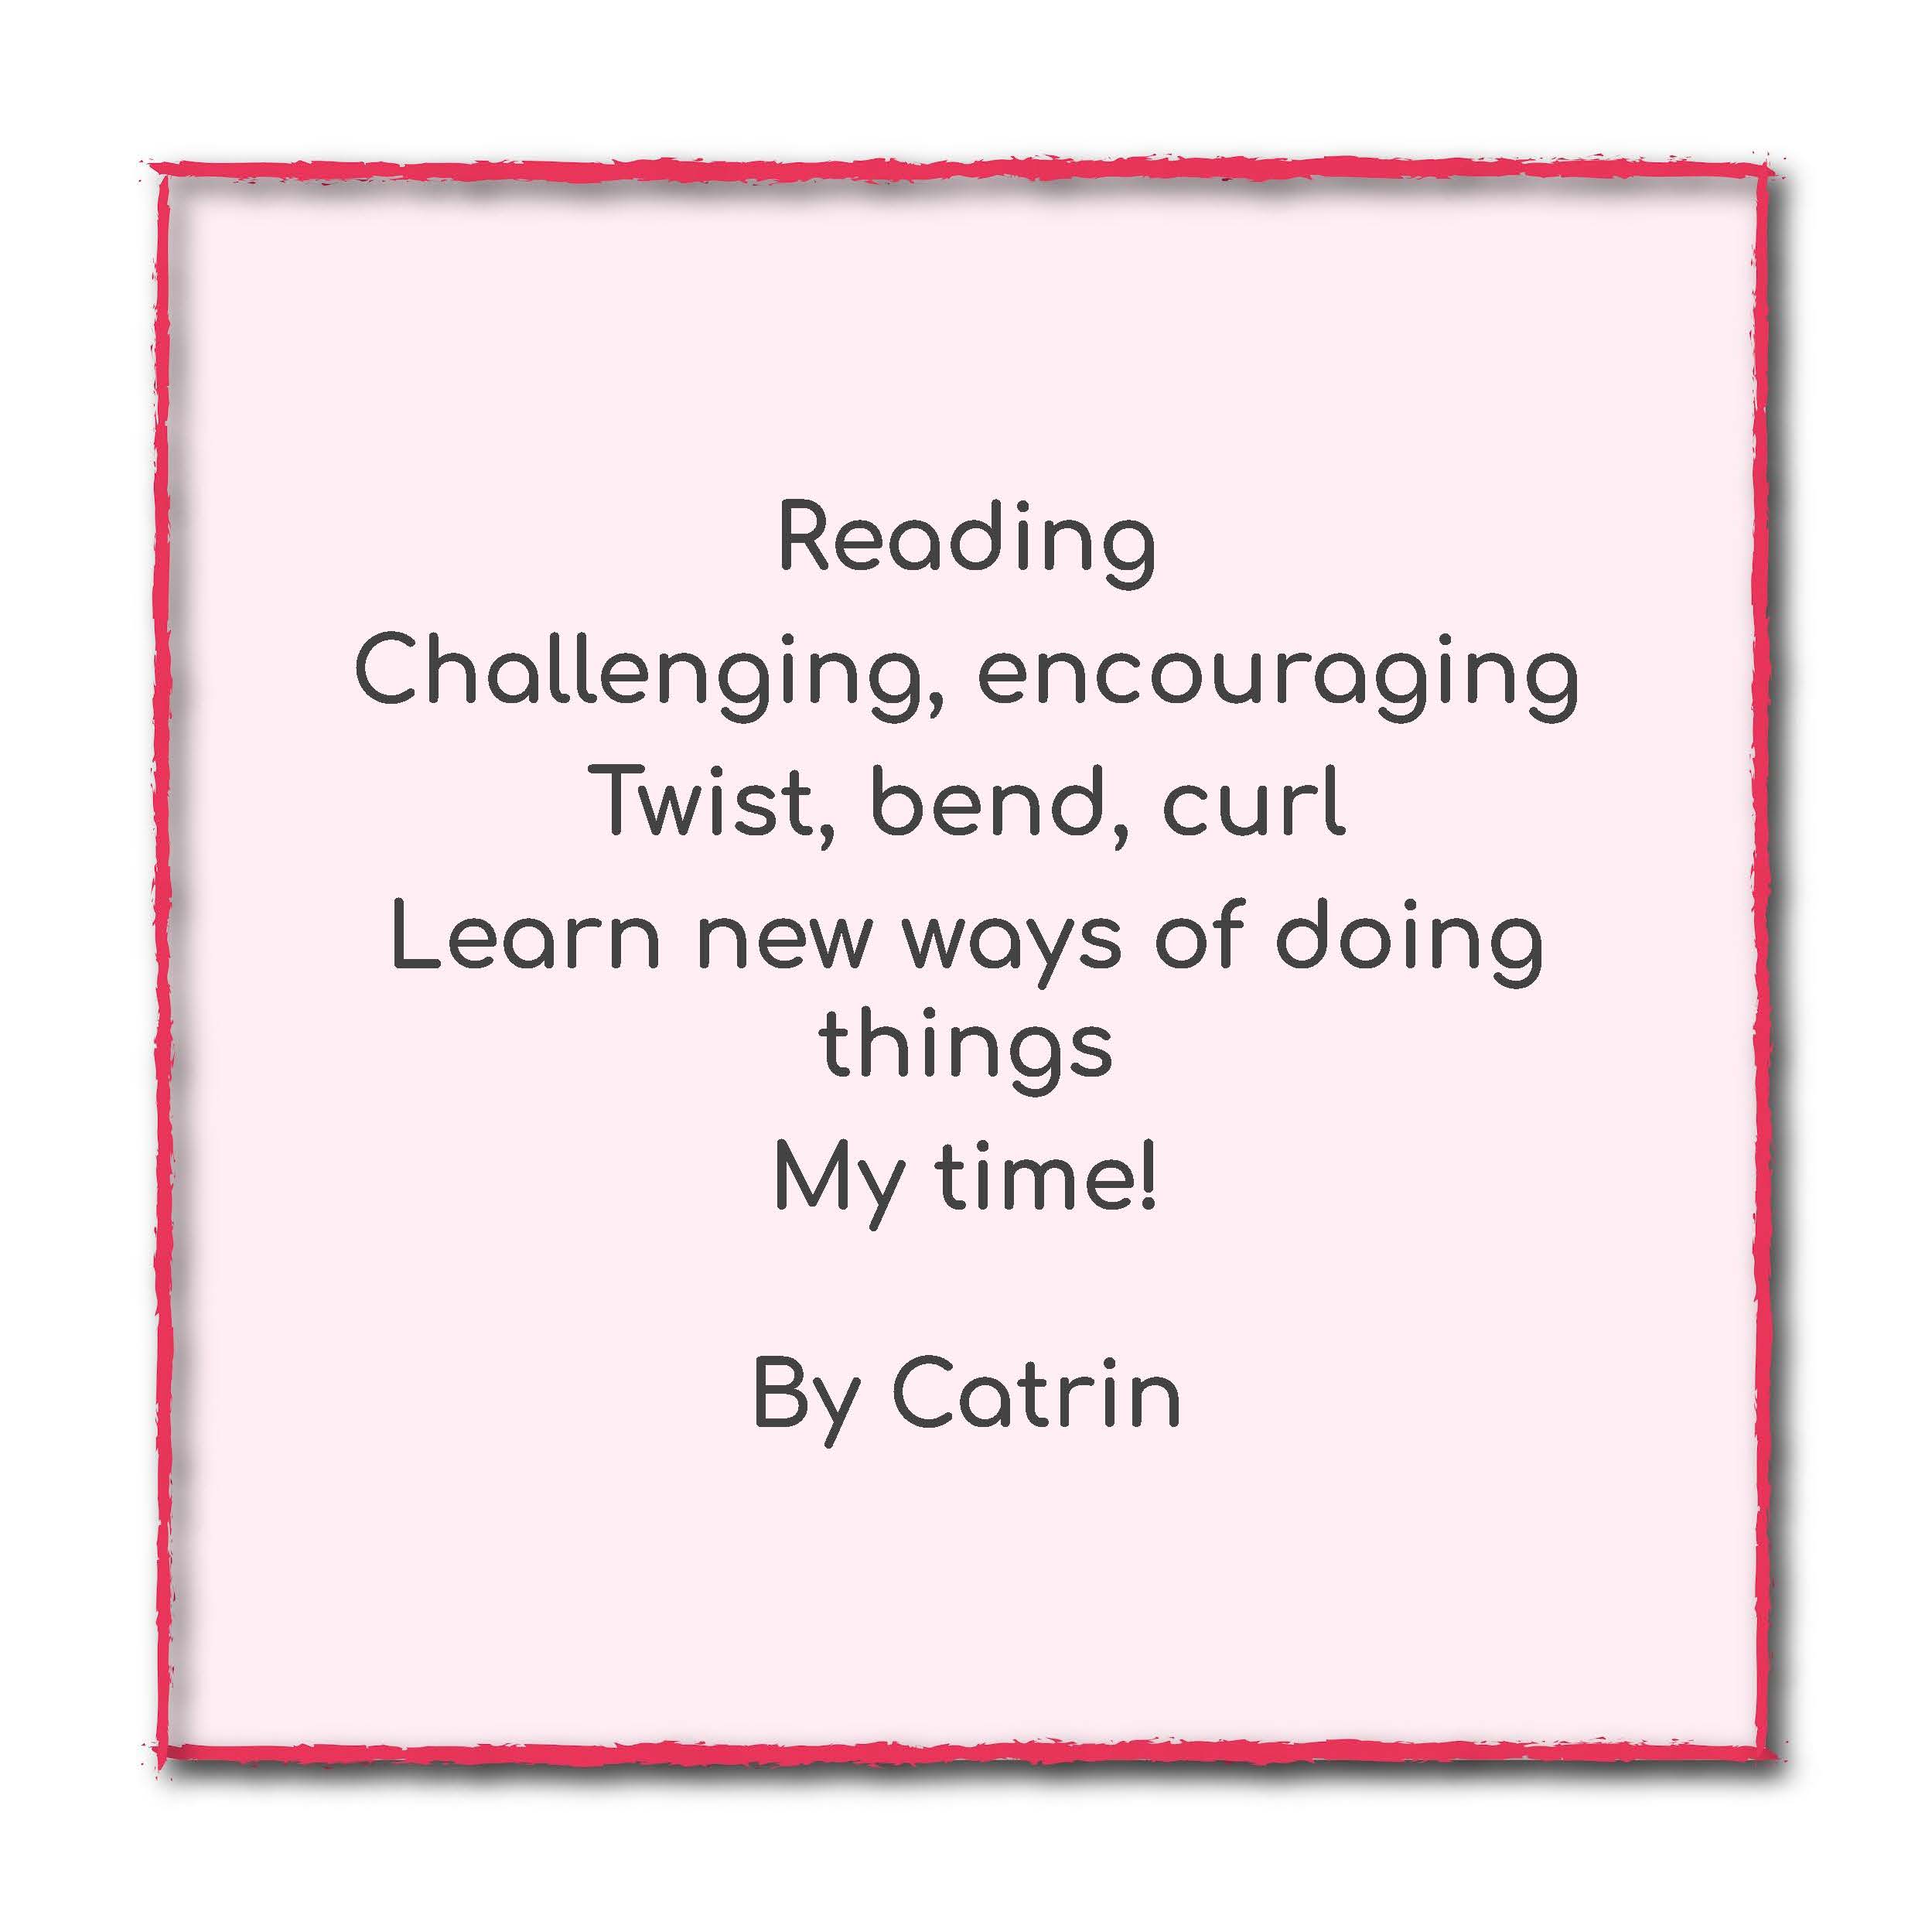 Reading
Challenging, encouraging
Twist, bend, curl
Learn new ways of doing
things
My time!
By Catrin